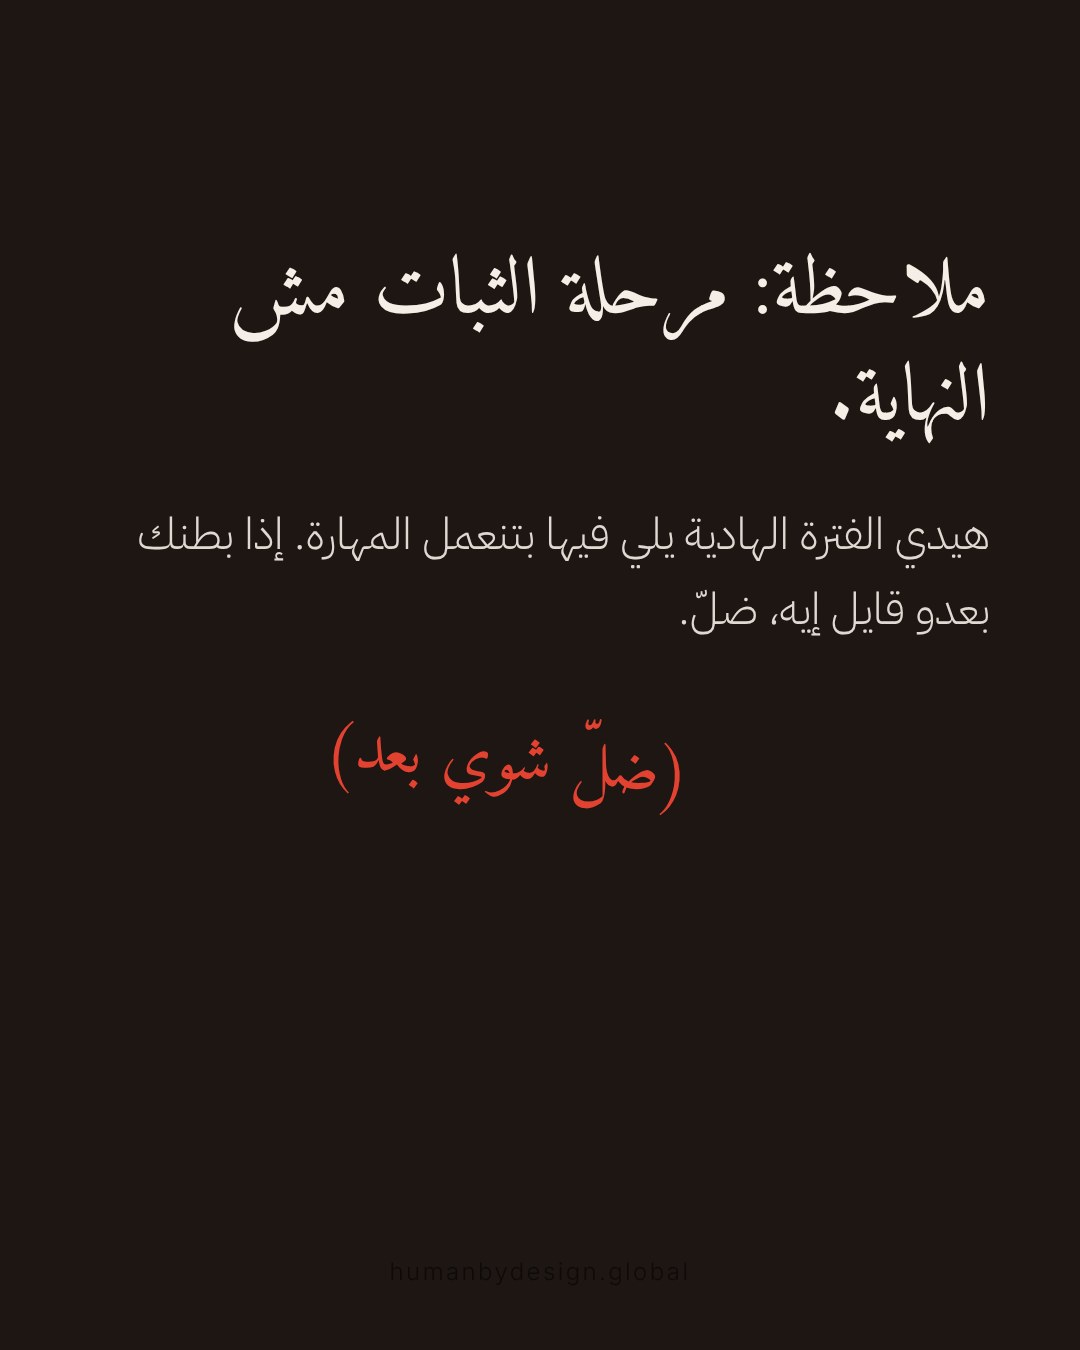 ملاحظة: مرحلة الثبات مش
النهاية.
هيدي الفترة الهادية يلي فيها بتنعمل المهارة. إذا بطنك
بعدو قايل إيه، ضلّ.
(ضلّ شوي بعد)
humanbydesign.global